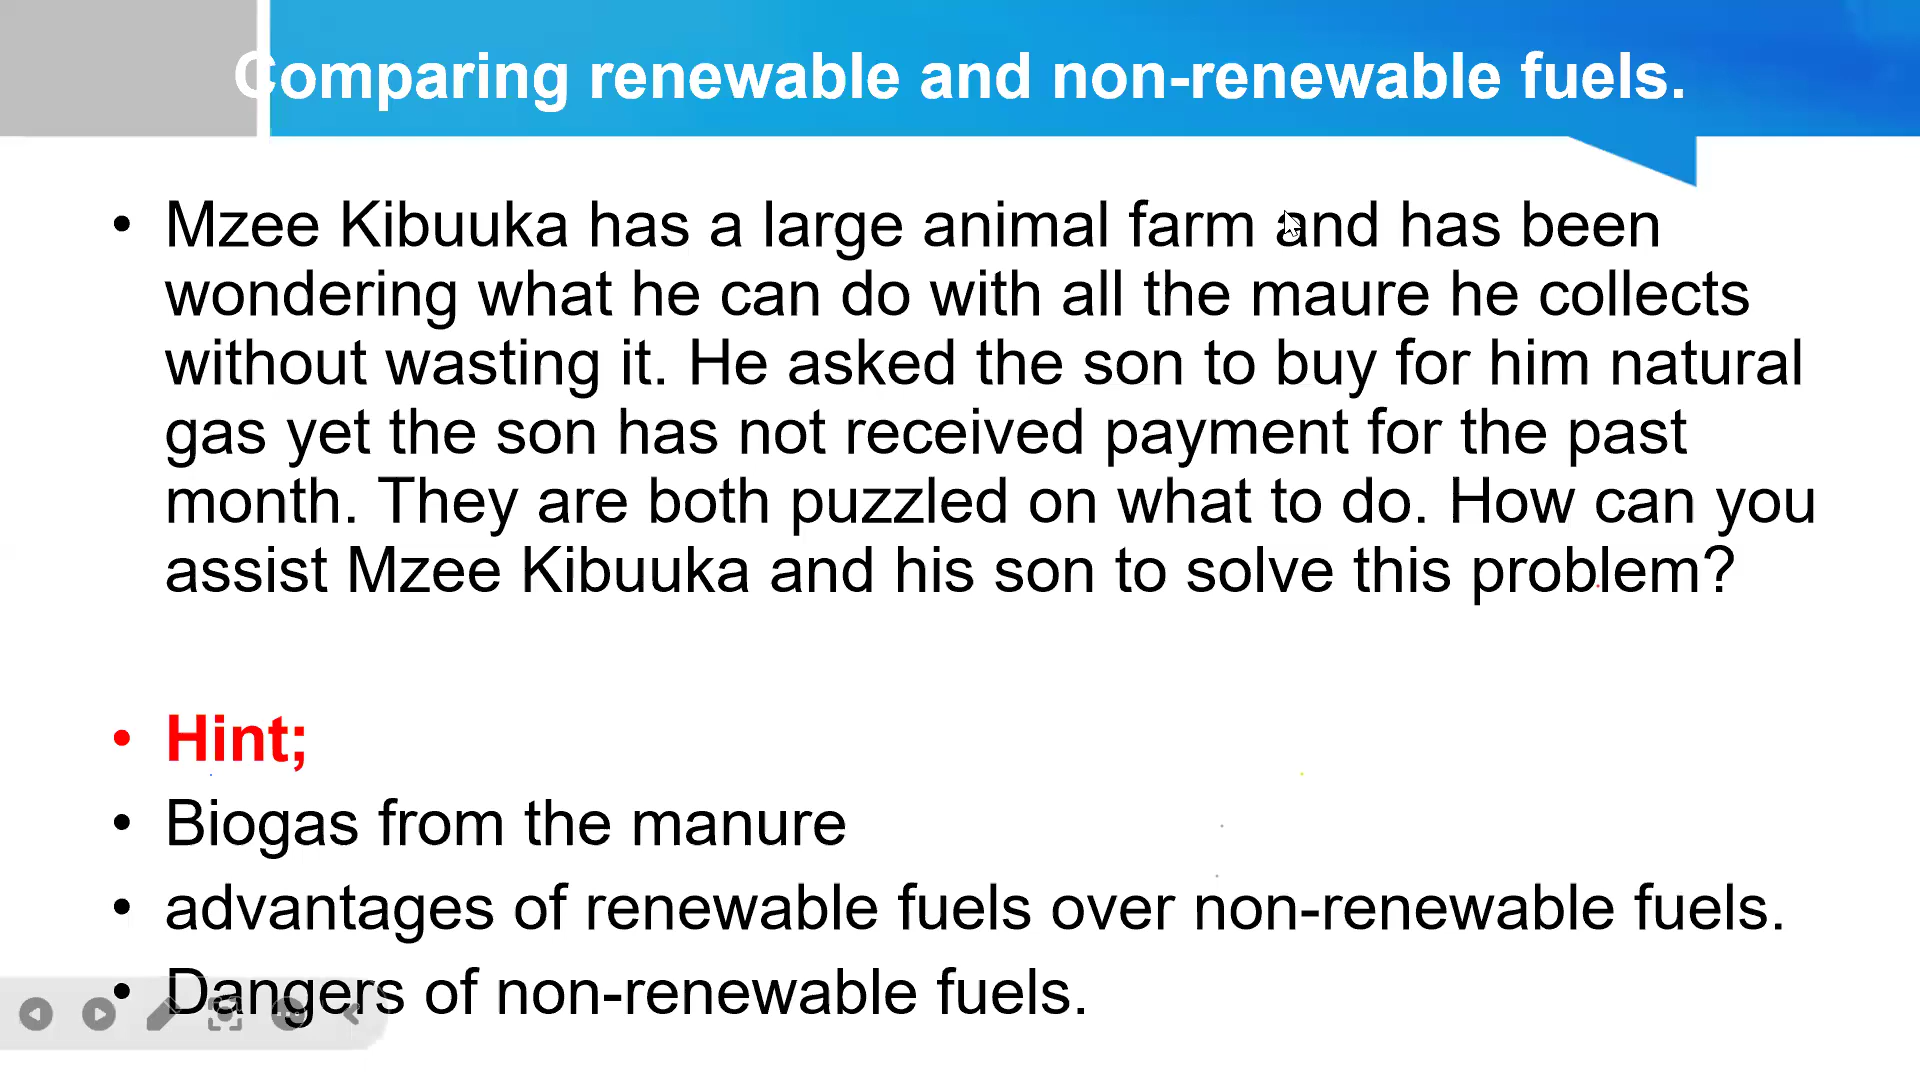 Comparing renewable and non-renewable fuels.
• Mzee Kibuuka has a large animal farm and has been
wondering what he can do with all the maure he collects
without wasting it. He asked the son to buy for him natural
gas yet the son has not received payment for the past
month. They are both puzzled on what to do. How can you
assist Mzee Kibuuka and his son to solve this problem?
• Hint;
• Biogas from the manure
• advantages of renewable fuels over non-renewable fuels.
• Dangers of non-renewable fuels.